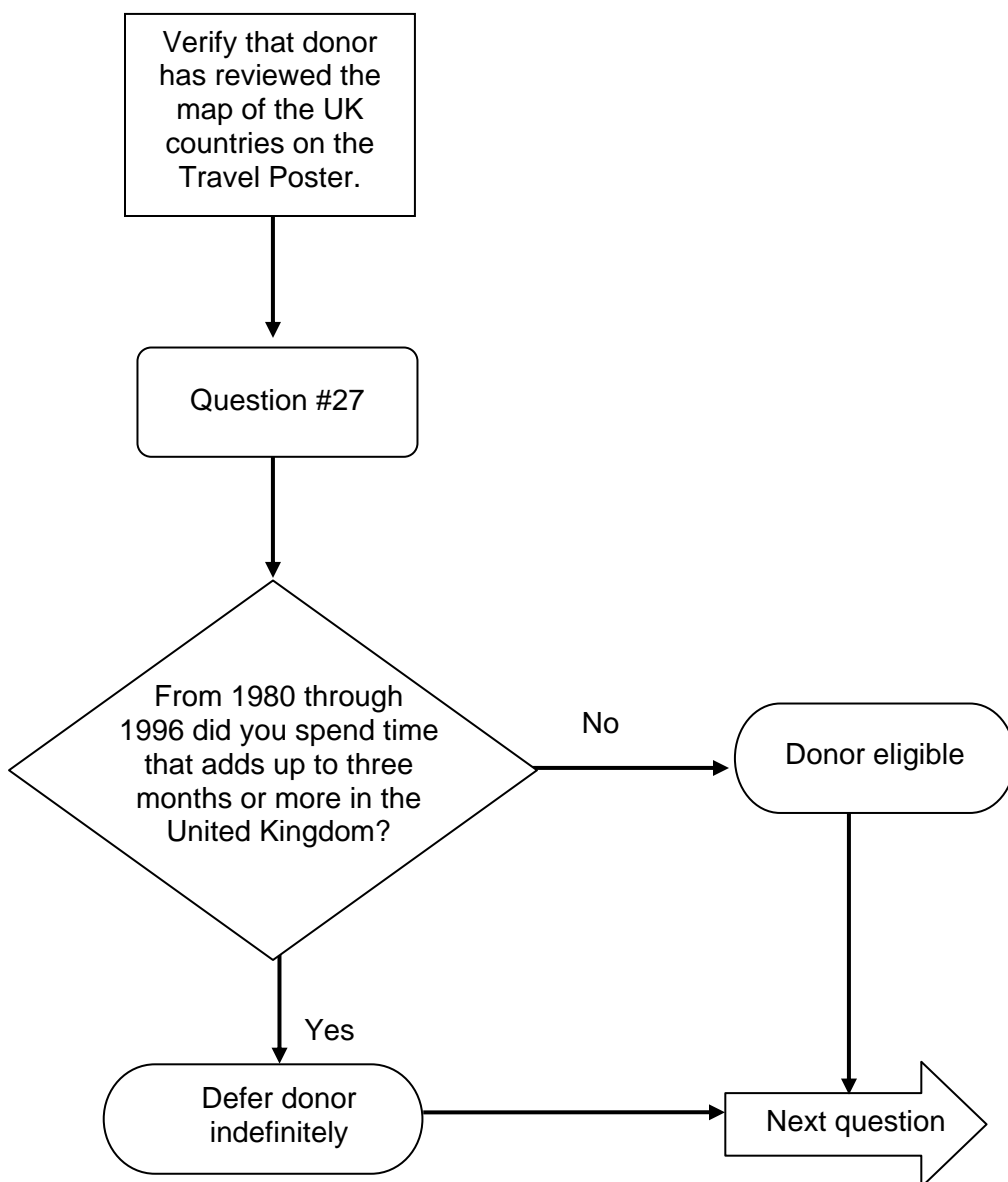 Verify that donor
has reviewed the
map of the UK
countries on the
Travel Poster.
Question #27
From 1980 through
1996 did you spend time
that adds up to three
months or more in the
United Kingdom?
No
Donor eligible
Yes
Defer donor
indefinitely
Next question